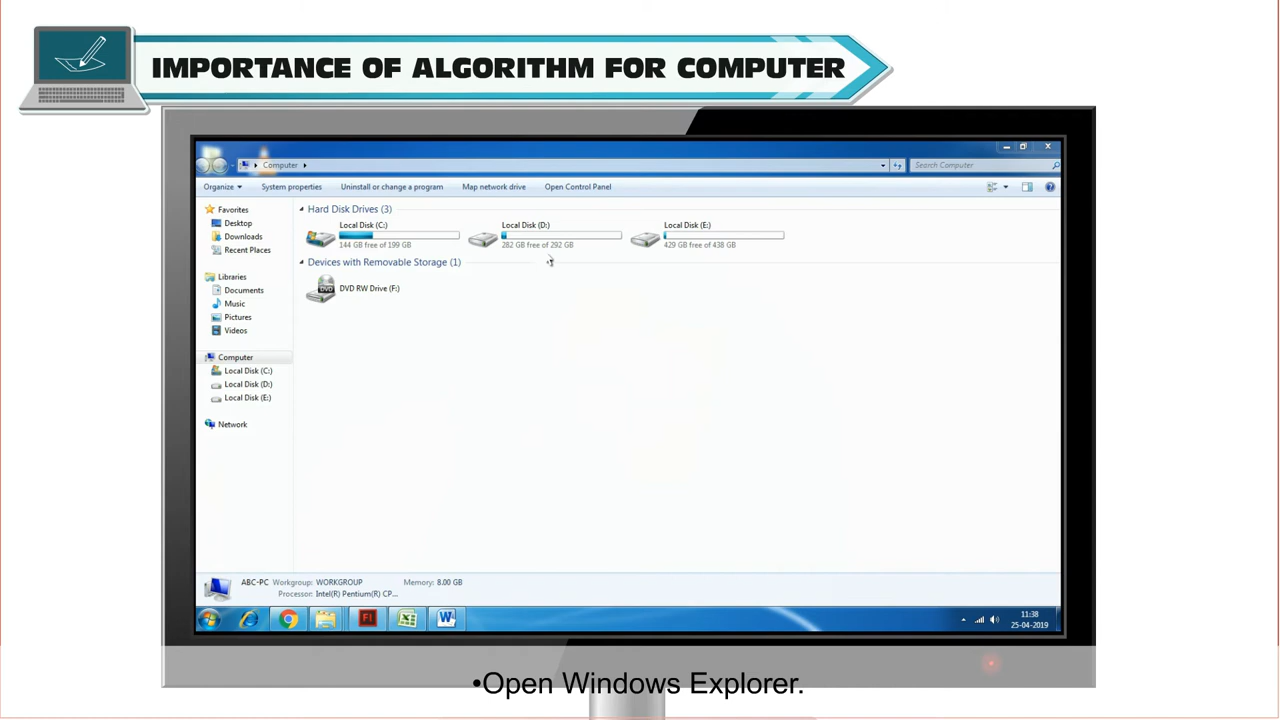 IMPORTANCE OF ALGORITHM FOR COMPUTER
Computer
Search Computer
Organize
System properties
Uninstall or change a program
Map network drive
Open Control Panel
Favorites
Desktop
Downloads
Recent Places
Libraries
Documents
Music
Pictures
Videos
Computer
Local Disk (C:)
Local Disk (D:)
Local Disk (E:)
Network
Hard Disk Drives (3)
Local Disk (C:)
144 GB free of 199 GB
Local Disk (D:)
282 GB free of 292 GB
Local Disk (E:)
429 GB free of 438 GB
Devices with Removable Storage (1)
DVD
DVD RW Drive (F:)
ABC-PC Workgroup: WORKGROUP Memory: 8.00 GB
Processor: Intel(R) Pentium(R) CP...
Fl
W
11:38
25-04-2019
•Open Windows Explorer.